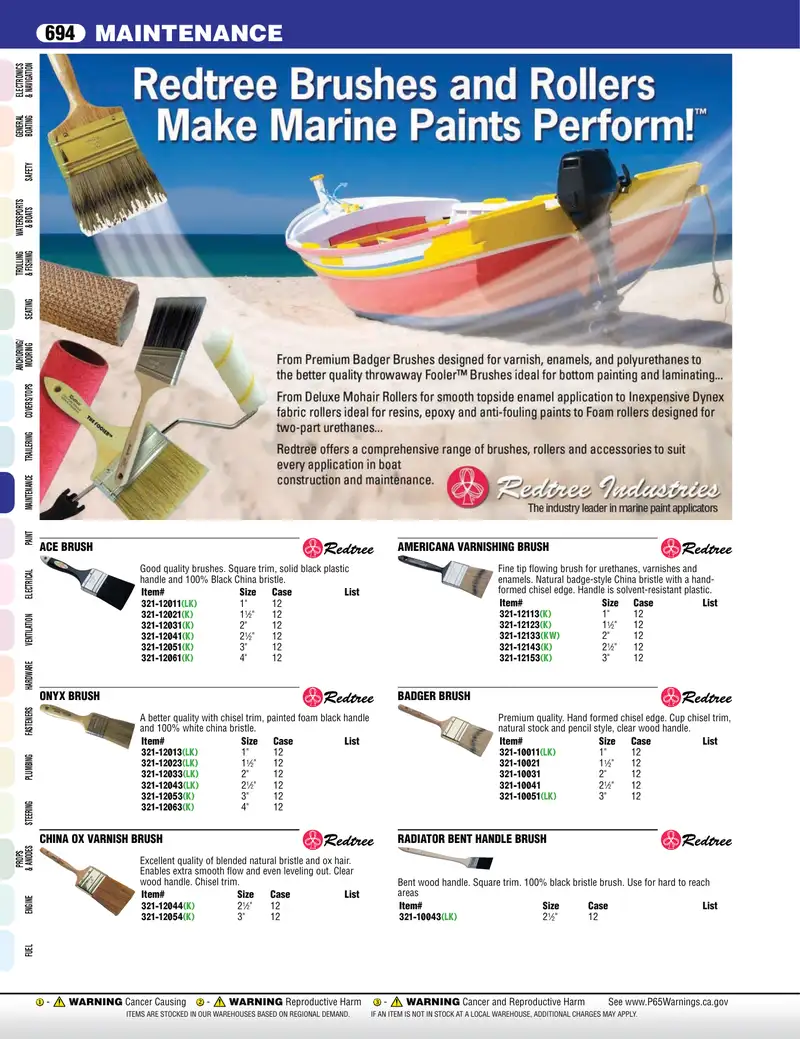 694 MAINTENANCE
ELECTRONICS
& NAVIGATION
GENERAL
BOATING
SAFETY
WATERSPORTS
& BOATS
TROLLING
& FISHING
SEATING
ANCHORING/
MOORING
COVERS/TOPS
TRAILERING
MAINTENANCE
PAINT
ELECTRICAL
VENTILATION
HARDWARE
FASTENERS
PLUMBING
STEERING
PROPS
& ANODES
ENGINE
FUEL
Redtree Brushes and Rollers
Make Marine Paints Perform!™
THE FOOLER™
From Premium Badger Brushes designed for varnish, enamels, and polyurethanes to
the better quality throwaway Fooler™ Brushes ideal for bottom painting and laminating...
From Deluxe Mohair Rollers for smooth topside enamel application to Inexpensive Dynex
fabric rollers ideal for resins, epoxy and anti-fouling paints to Foam rollers designed for
two-part urethanes...
Redtree offers a comprehensive range of brushes, rollers and accessories to suit
every application in boat
construction and maintenance.
Redtree Industries
The industry leader in marine paint applicators
ACE BRUSH
Redtree
Good quality brushes. Square trim, solid black plastic
handle and 100% Black China bristle.
Item# Size Case List
321-12011(LK) 1" 12
321-12021(K) 1½" 12
321-12031(K) 2" 12
321-12041(K) 2½" 12
321-12051(K) 3" 12
321-12061(K) 4" 12
AMERICANA VARNISHING BRUSH
Redtree
Fine tip flowing brush for urethanes, varnishes and
enamels. Natural badge-style China bristle with a hand-
formed chisel edge. Handle is solvent-resistant plastic.
Item# Size Case List
321-12113(K) 1" 12
321-12123(K) 1½" 12
321-12133(KW) 2" 12
321-12143(K) 2½" 12
321-12153(K) 3" 12
ONYX BRUSH
Redtree
A better quality with chisel trim, painted foam black handle
and 100% white china bristle.
Item# Size Case List
321-12013(LK) 1" 12
321-12023(LK) 1½" 12
321-12033(LK) 2" 12
321-12043(LK) 2½" 12
321-12053(K) 3" 12
321-12063(K) 4" 12
BADGER BRUSH
Redtree
Premium quality. Hand formed chisel edge. Cup chisel trim,
natural stock and pencil style, clear wood handle.
Item# Size Case List
321-10011(LK) 1" 12
321-10021 1½" 12
321-10031 2" 12
321-10041 2½" 12
321-10051(LK) 3" 12
CHINA OX VARNISH BRUSH
Redtree
Excellent quality of blended natural bristle and ox hair.
Enables extra smooth flow and even leveling out. Clear
wood handle. Chisel trim.
Item# Size Case List
321-12044(K) 2½" 12
321-12054(K) 3" 12
RADIATOR BENT HANDLE BRUSH
Redtree
Bent wood handle. Square trim. 100% black bristle brush. Use for hard to reach
areas
Item# Size Case List
321-10043(LK) 2½" 12
1 - WARNING Cancer Causing 2 - WARNING Reproductive Harm 3 - WARNING Cancer and Reproductive Harm See www.P65Warnings.ca.gov
ITEMS ARE STOCKED IN OUR WAREHOUSES BASED ON REGIONAL DEMAND. IF AN ITEM IS NOT IN STOCK AT A LOCAL WAREHOUSE, ADDITIONAL CHARGES MAY APPLY.